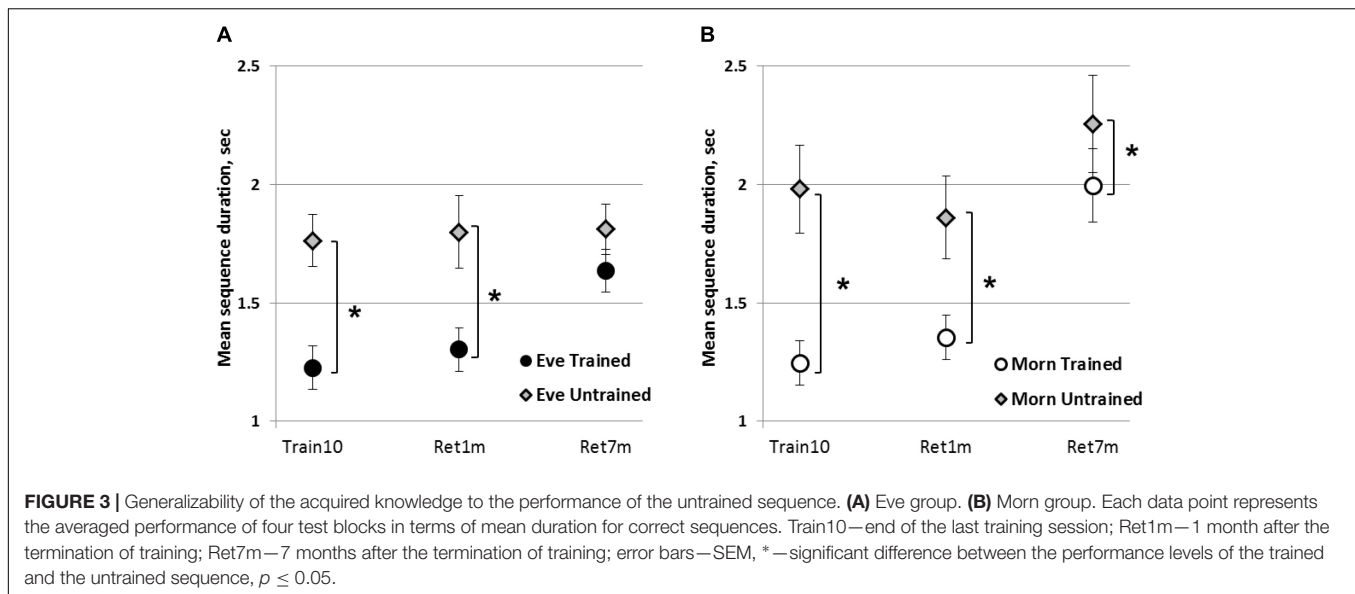 A
2.5
2
1.5
1
Mean sequence duration, sec
*
*
Eve Trained
Eve Untrained
Train10 Ret1m Ret7m
B
2.5
2
1.5
1
Mean sequence duration, sec
*
*
*
Morn Trained
Morn Untrained
Train10 Ret1m Ret7m
FIGURE 3 | Generalizability of the acquired knowledge to the performance of the untrained sequence. (A) Eve group. (B) Morn group. Each data point represents
the averaged performance of four test blocks in terms of mean duration for correct sequences. Train10—end of the last training session; Ret1m—1 month after the
termination of training; Ret7m—7 months after the termination of training; error bars—SEM, *—significant difference between the performance levels of the trained
and the untrained sequence, p ≤ 0.05.